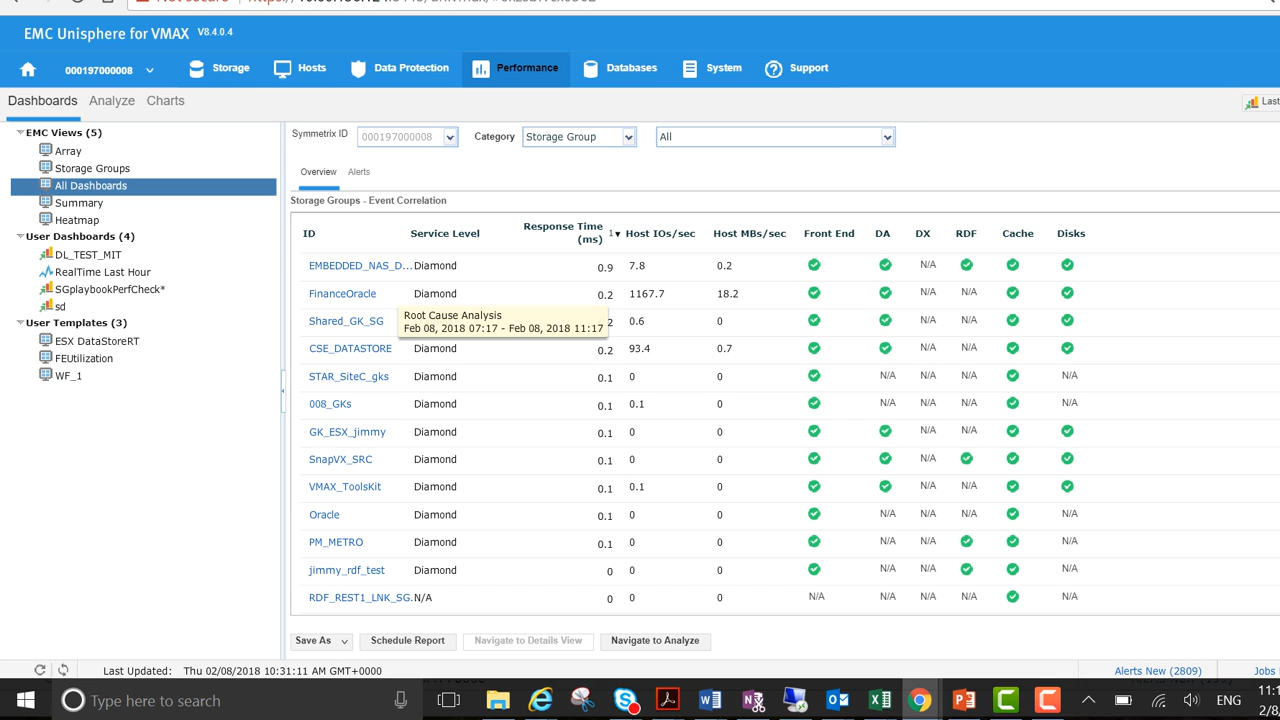 Not secure
EMC Unisphere for VMAX V8.4.0.4
000197000008 Storage Hosts Data Protection Performance Databases System Support
Dashboards Analyze Charts Last
EMC Views (5)
Array
Storage Groups
All Dashboards
Summary
Heatmap
User Dashboards (4)
DL_TEST_MIT
RealTime Last Hour
SGplaybookPerfCheck*
sd
User Templates (3)
ESX DataStoreRT
FEUtilization
WF_1
Symmetrix ID 000197000008 Category Storage Group All
Overview Alerts
Storage Groups - Event Correlation
ID Service Level Response Time (ms) 1 Host IOs/sec Host MBs/sec Front End DA DX RDF Cache Disks
EMBEDDED_NAS_D... Diamond 0.9 7.8 0.2 N/A
FinanceOracle Diamond 0.2 1167.7 18.2 N/A N/A
Shared_GK_SG 2 0.6 0 N/A N/A
Root Cause Analysis
Feb 08, 2018 07:17 - Feb 08, 2018 11:17
CSE_DATASTORE Diamond 0.2 93.4 0.7 N/A N/A
STAR_SiteC_gks Diamond 0.1 0 0 N/A N/A N/A N/A
008_GKs Diamond 0.1 0.1 0 N/A N/A N/A N/A
GK_ESX_jimmy Diamond 0.1 0 0 N/A N/A
SnapVX_SRC Diamond 0.1 0 0 N/A
VMAX_ToolsKit Diamond 0.1 0.1 0 N/A N/A
Oracle Diamond 0.1 0 0 N/A N/A N/A N/A
PM_METRO Diamond 0.1 0 0 N/A N/A N/A
jimmy_rdf_test Diamond 0 0 0 N/A N/A N/A
RDF_REST1_LNK_SG. N/A 0 0 0 N/A N/A N/A N/A N/A
Save As Schedule Report Navigate to Details View Navigate to Analyze
Last Updated: Thu 02/08/2018 10:31:11 AM GMT+0000 Alerts New (2809) Jobs
Type here to search ENG